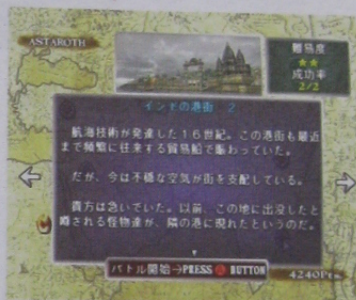 ASTAROTH
難易度
★★
成功率
2/2
インドの港街 2
航海技術が発達した16世紀。この港街も最近
まで頻繁に往来する貿易船で賑わっていた。
だが、今は不穏な空気が街を支配している。
貴方は急いでいた。以前、この地に出没したと
噂される怪物達が、隣の港に現れたというのだ。
バトル開始→PRESS Ⓐ BUTTON
4240Pts.